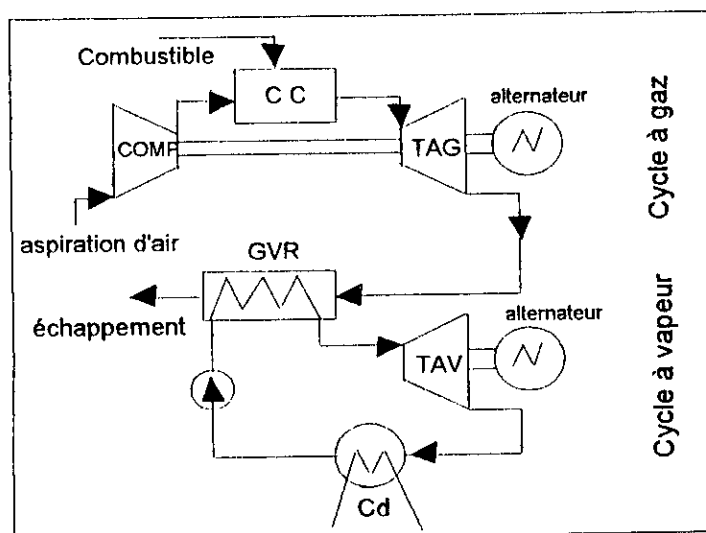 Combustible
C C
alternateur
COMP
TAG
Cycle à gaz
aspiration d'air
GVR
échappement
alternateur
TAV
Cycle à vapeur
Cd